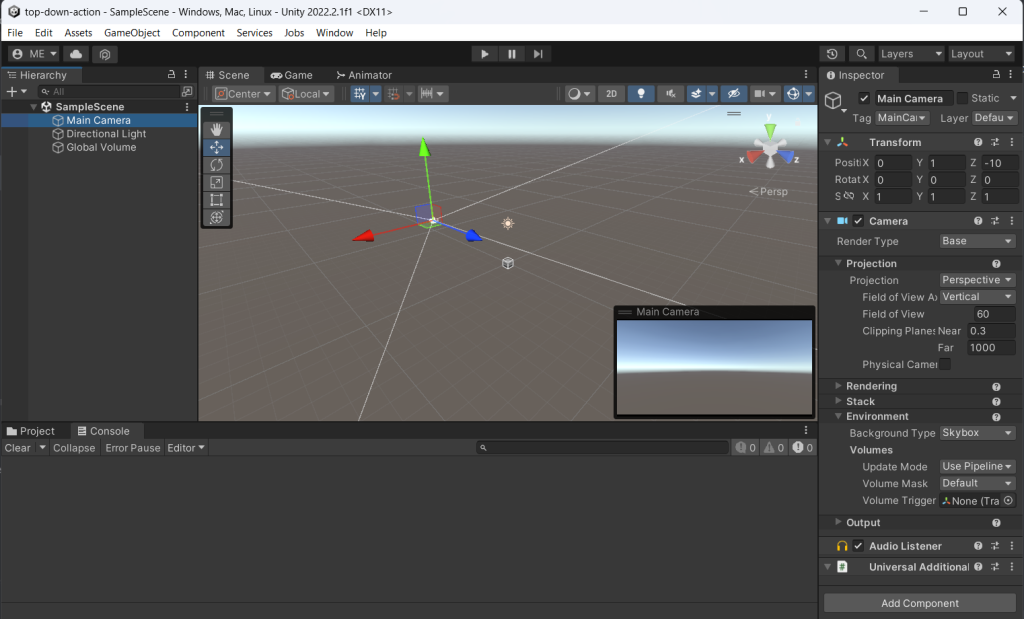 top-down-action - SampleScene - Windows, Mac, Linux - Unity 2022.2.1f1 <DX11>
File Edit Assets GameObject Component Services Jobs Window Help
ME Layers Layout
Hierarchy
All
SampleScene
Main Camera
Directional Light
Global Volume
Scene Game Animator
Center Local 2D
y
x z
Persp
Main Camera
Project Console
Clear Collapse Error Pause Editor 0 0 0
Inspector
Main Camera Static
Tag MainCa Layer Defau
Transform
Positi X 0 Y 1 Z -10
Rotat X 0 Y 0 Z 0
S X 1 Y 1 Z 1
Camera
Render Type Base
Projection
Projection Perspective
Field of View Ax Vertical
Field of View 60
Clipping Planes Near 0.3
Far 1000
Physical Camer
Rendering
Stack
Environment
Background Type Skybox
Volumes
Update Mode Use Pipeline
Volume Mask Default
Volume Trigger None (Tra
Output
Audio Listener
# Universal Additional
Add Component